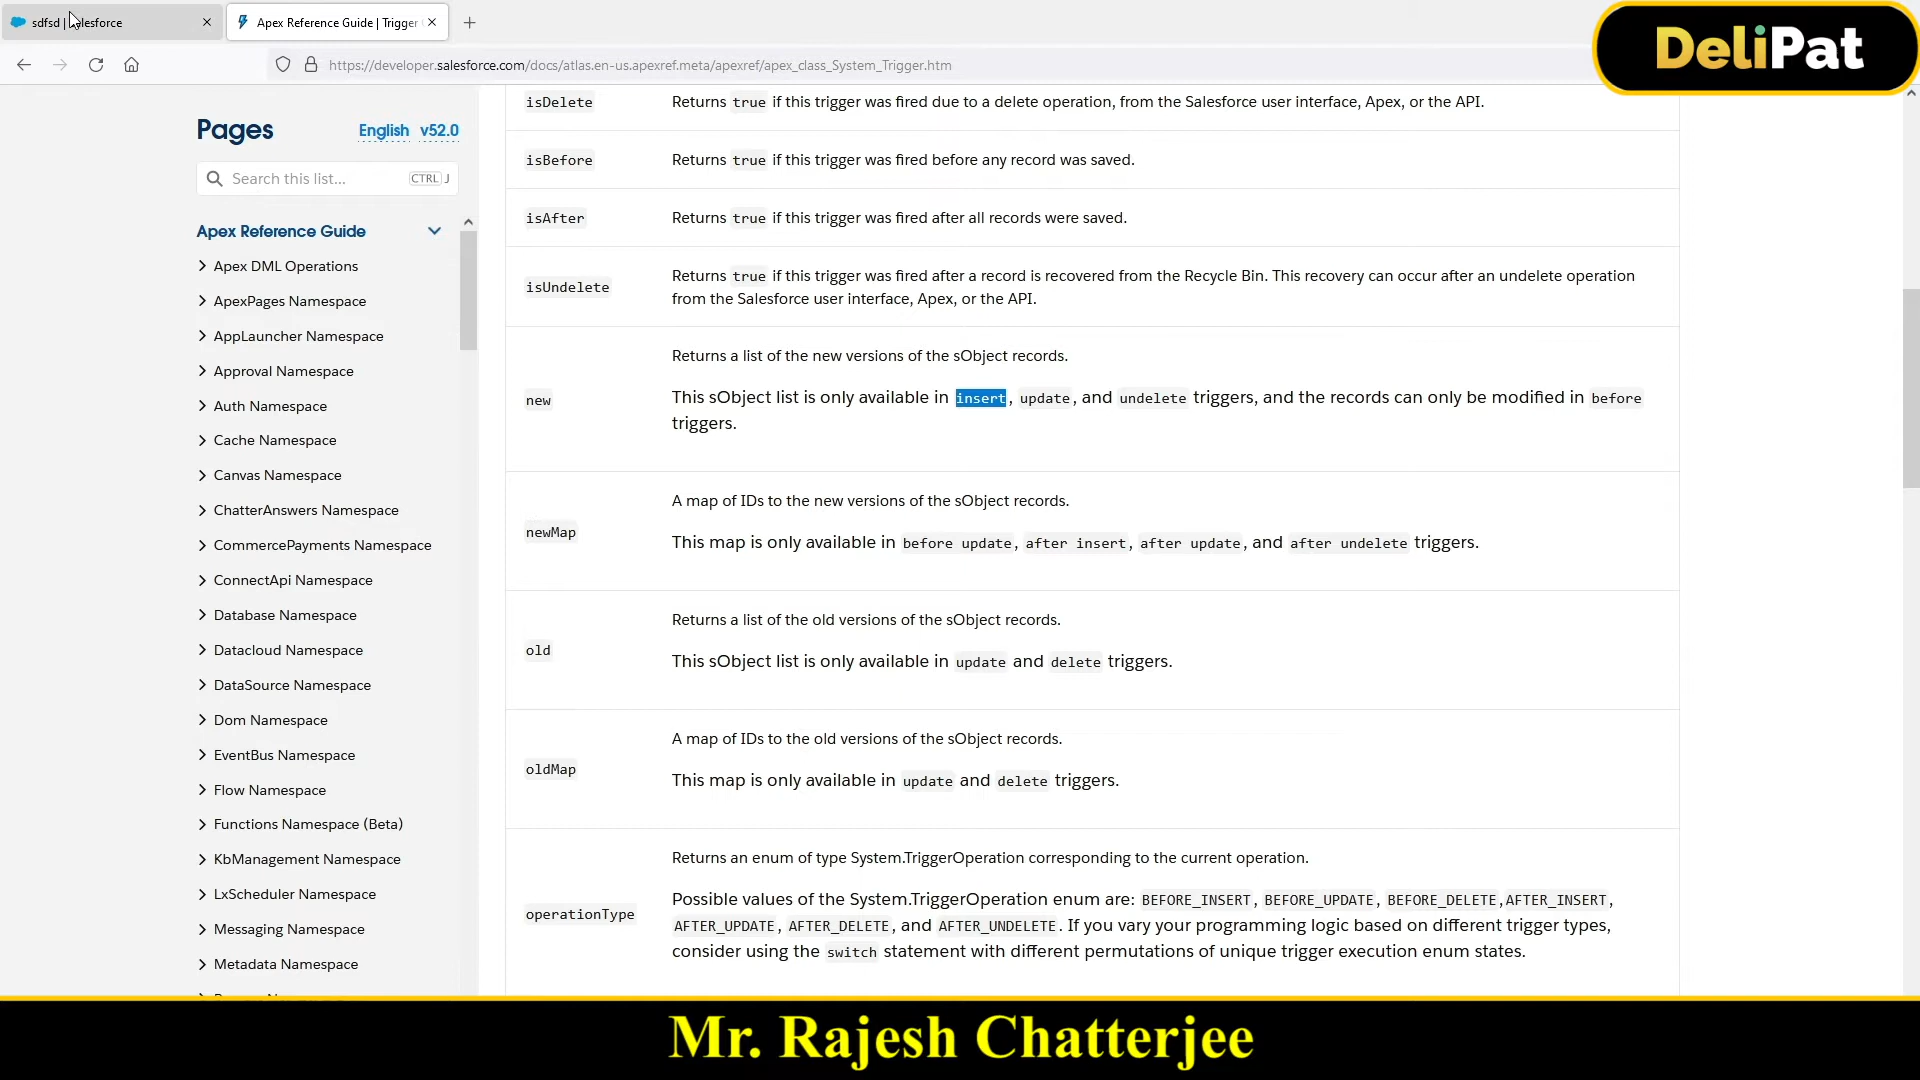 sdfsd | Salesforce
Apex Reference Guide | Trigger
https://developer.salesforce.com/docs/atlas.en-us.apexref.meta/apexref/apex_class_System_Trigger.htm
DeliPat
Pages
English v52.0
Search this list...
CTRL J
Apex Reference Guide
Apex DML Operations
ApexPages Namespace
AppLauncher Namespace
Approval Namespace
Auth Namespace
Cache Namespace
Canvas Namespace
ChatterAnswers Namespace
CommercePayments Namespace
ConnectApi Namespace
Database Namespace
Datacloud Namespace
DataSource Namespace
Dom Namespace
EventBus Namespace
Flow Namespace
Functions Namespace (Beta)
KbManagement Namespace
LxScheduler Namespace
Messaging Namespace
Metadata Namespace
isDelete
Returns true if this trigger was fired due to a delete operation, from the Salesforce user interface, Apex, or the API.
isBefore
Returns true if this trigger was fired before any record was saved.
isAfter
Returns true if this trigger was fired after all records were saved.
isUndelete
Returns true if this trigger was fired after a record is recovered from the Recycle Bin. This recovery can occur after an undelete operation
from the Salesforce user interface, Apex, or the API.
new
Returns a list of the new versions of the sObject records.
This sObject list is only available in insert, update, and undelete triggers, and the records can only be modified in before
triggers.
newMap
A map of IDs to the new versions of the sObject records.
This map is only available in before update, after insert, after update, and after undelete triggers.
old
Returns a list of the old versions of the sObject records.
This sObject list is only available in update and delete triggers.
oldMap
A map of IDs to the old versions of the sObject records.
This map is only available in update and delete triggers.
operationType
Returns an enum of type System.TriggerOperation corresponding to the current operation.
Possible values of the System.TriggerOperation enum are: BEFORE_INSERT, BEFORE_UPDATE, BEFORE_DELETE,AFTER_INSERT,
AFTER_UPDATE, AFTER_DELETE, and AFTER_UNDELETE. If you vary your programming logic based on different trigger types,
consider using the switch statement with different permutations of unique trigger execution enum states.
Mr. Rajesh Chatterjee